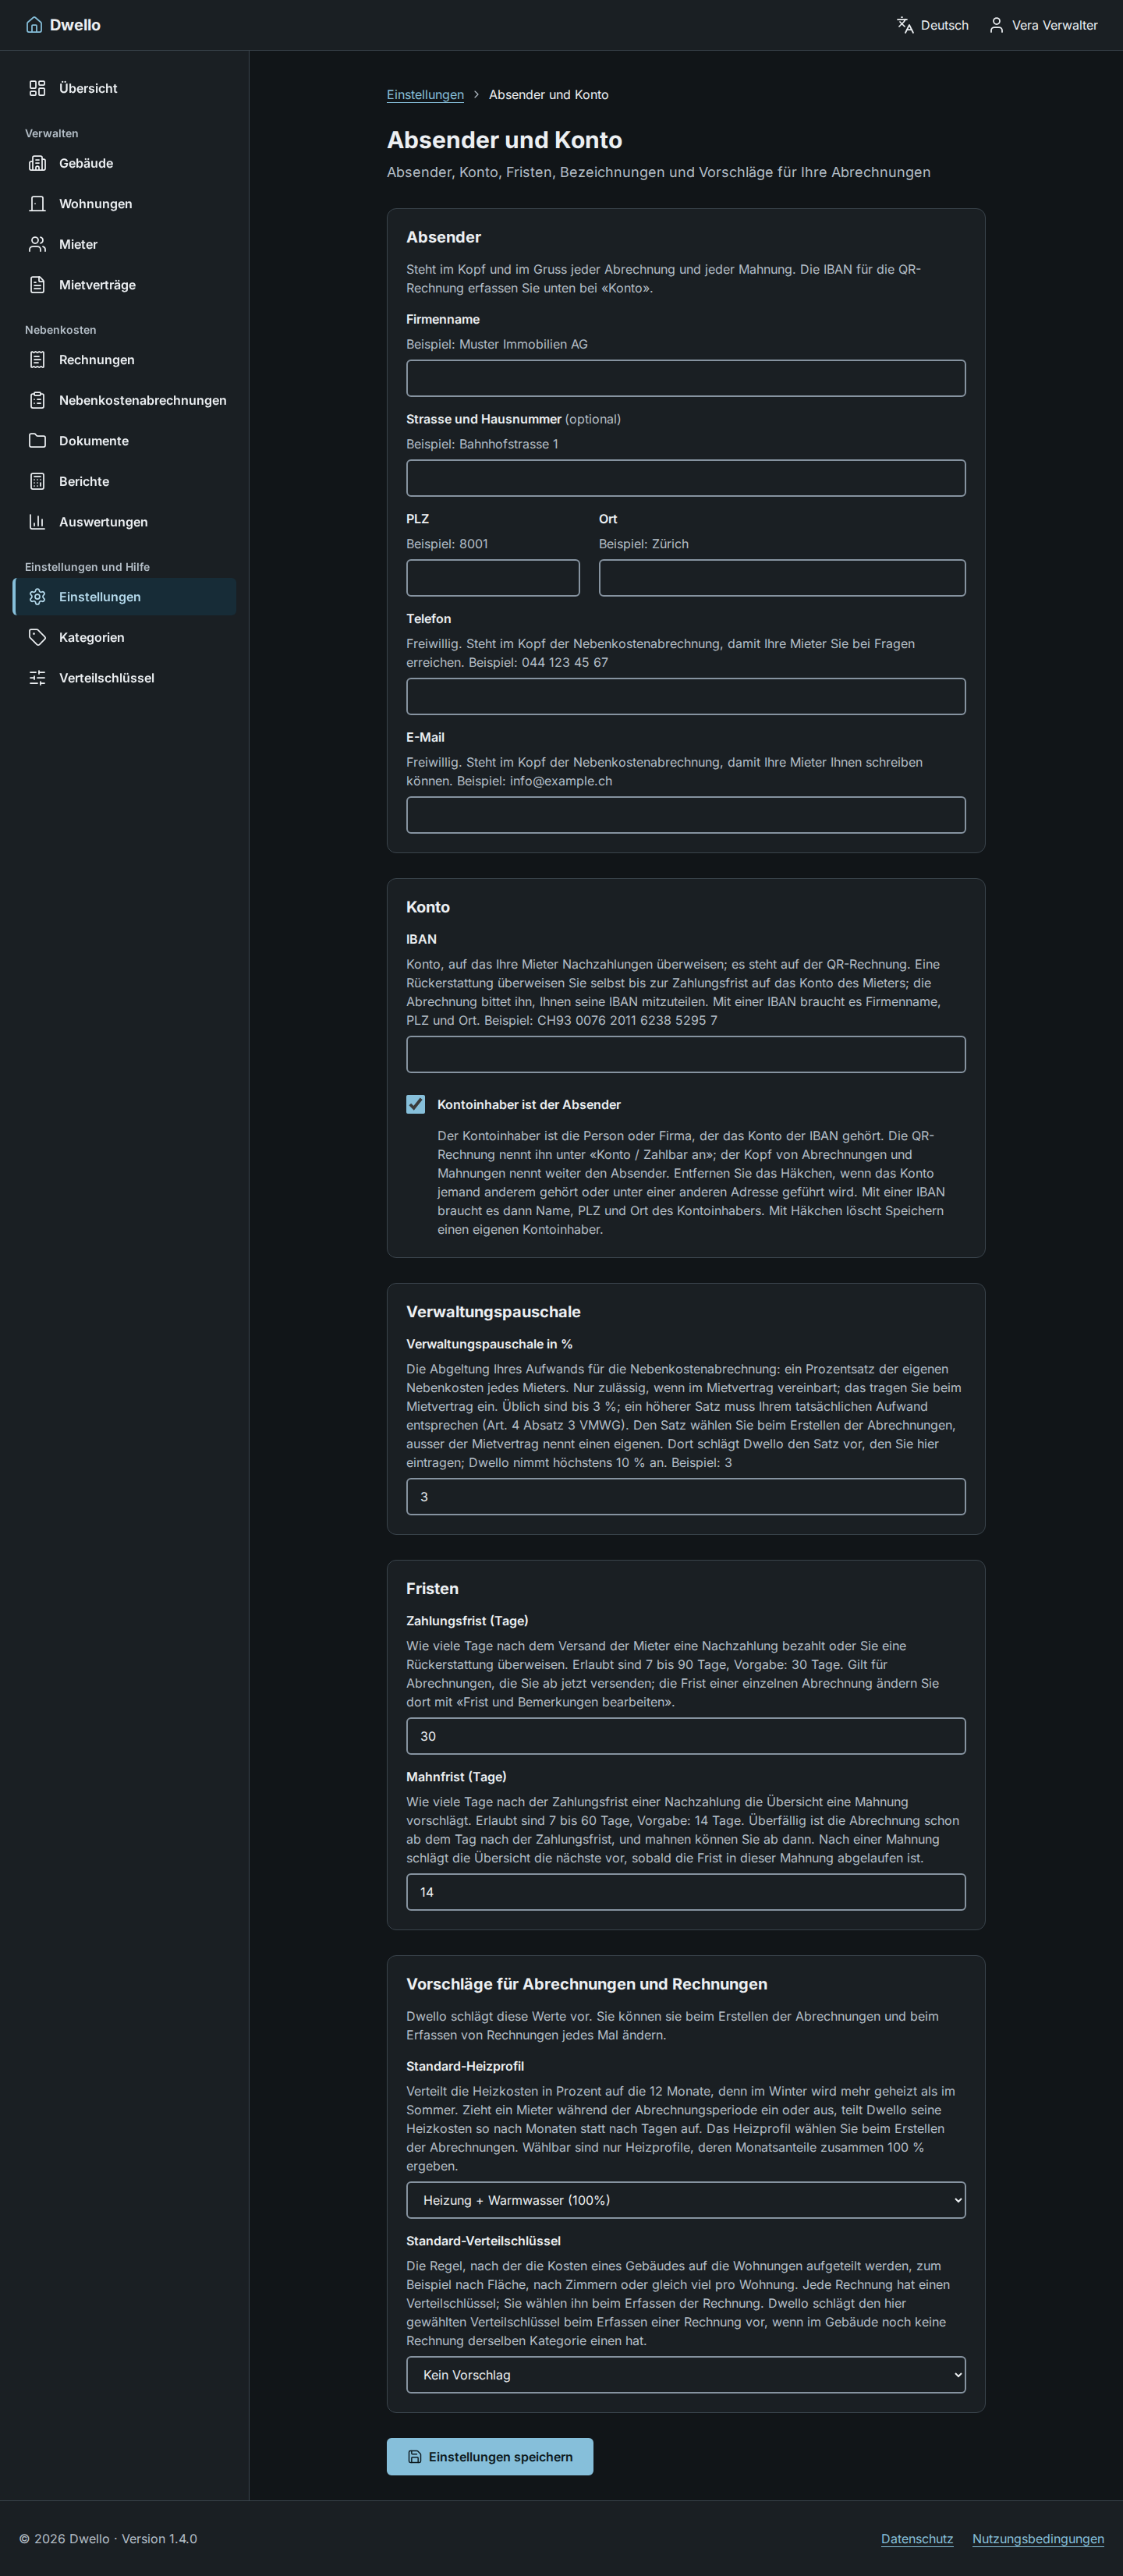 Dwello
Deutsch
Vera Verwalter
Übersicht
Verwalten
Gebäude
Wohnungen
Mieter
Mietverträge
Nebenkosten
Rechnungen
Nebenkostenabrechnungen
Dokumente
Berichte
Auswertungen
Einstellungen und Hilfe
Einstellungen
Kategorien
Verteilschlüssel
Einstellungen > Absender und Konto
Absender und Konto
Absender, Konto, Fristen, Bezeichnungen und Vorschläge für Ihre Abrechnungen
Absender
Steht im Kopf und im Gruss jeder Abrechnung und jeder Mahnung. Die IBAN für die QR-
Rechnung erfassen Sie unten bei «Konto».
Firmenname
Beispiel: Muster Immobilien AG
Strasse und Hausnummer (optional)
Beispiel: Bahnhofstrasse 1
PLZ
Beispiel: 8001
Ort
Beispiel: Zürich
Telefon
Freiwillig. Steht im Kopf der Nebenkostenabrechnung, damit Ihre Mieter Sie bei Fragen
erreichen. Beispiel: 044 123 45 67
E-Mail
Freiwillig. Steht im Kopf der Nebenkostenabrechnung, damit Ihre Mieter Ihnen schreiben
können. Beispiel: info@example.ch
Konto
IBAN
Konto, auf das Ihre Mieter Nachzahlungen überweisen; es steht auf der QR-Rechnung. Eine
Rückerstattung überweisen Sie selbst bis zur Zahlungsfrist auf das Konto des Mieters; die
Abrechnung bittet ihn, Ihnen seine IBAN mitzuteilen. Mit einer IBAN braucht es Firmenname,
PLZ und Ort. Beispiel: CH93 0076 2011 6238 5295 7
Kontoinhaber ist der Absender
Der Kontoinhaber ist die Person oder Firma, der das Konto der IBAN gehört. Die QR-
Rechnung nennt ihn unter «Konto / Zahlbar an»; der Kopf von Abrechnungen und
Mahnungen nennt weiter den Absender. Entfernen Sie das Häkchen, wenn das Konto
jemand anderem gehört oder unter einer anderen Adresse geführt wird. Mit einer IBAN
braucht es dann Name, PLZ und Ort des Kontoinhabers. Mit Häkchen löscht Speichern
einen eigenen Kontoinhaber.
Verwaltungspauschale
Verwaltungspauschale in %
Die Abgeltung Ihres Aufwands für die Nebenkostenabrechnung: ein Prozentsatz der eigenen
Nebenkosten jedes Mieters. Nur zulässig, wenn im Mietvertrag vereinbart; das tragen Sie beim
Mietvertrag ein. Üblich sind bis 3 %; ein höherer Satz muss Ihrem tatsächlichen Aufwand
entsprechen (Art. 4 Absatz 3 VMWG). Den Satz wählen Sie beim Erstellen der Abrechnungen,
ausser der Mietvertrag nennt einen eigenen. Dort schlägt Dwello den Satz vor, den Sie hier
eintragen; Dwello nimmt höchstens 10 % an. Beispiel: 3
3
Fristen
Zahlungsfrist (Tage)
Wie viele Tage nach dem Versand der Mieter eine Nachzahlung bezahlt oder Sie eine
Rückerstattung überweisen. Erlaubt sind 7 bis 90 Tage, Vorgabe: 30 Tage. Gilt für
Abrechnungen, die Sie ab jetzt versenden; die Frist einer einzelnen Abrechnung ändern Sie
dort mit «Frist und Bemerkungen bearbeiten».
30
Mahnfrist (Tage)
Wie viele Tage nach der Zahlungsfrist einer Nachzahlung die Übersicht eine Mahnung
vorschlägt. Erlaubt sind 7 bis 60 Tage, Vorgabe: 14 Tage. Überfällig ist die Abrechnung schon
ab dem Tag nach der Zahlungsfrist, und mahnen können Sie ab dann. Nach einer Mahnung
schlägt die Übersicht die nächste vor, sobald die Frist in dieser Mahnung abgelaufen ist.
14
Vorschläge für Abrechnungen und Rechnungen
Dwello schlägt diese Werte vor. Sie können sie beim Erstellen der Abrechnungen und beim
Erfassen von Rechnungen jedes Mal ändern.
Standard-Heizprofil
Verteilt die Heizkosten in Prozent auf die 12 Monate, denn im Winter wird mehr geheizt als im
Sommer. Zieht ein Mieter während der Abrechnungsperiode ein oder aus, teilt Dwello seine
Heizkosten so nach Monaten statt nach Tagen auf. Das Heizprofil wählen Sie beim Erstellen
der Abrechnungen. Wählbar sind nur Heizprofile, deren Monatsanteile zusammen 100 %
ergeben.
Heizung + Warmwasser (100%)
Standard-Verteilschlüssel
Die Regel, nach der die Kosten eines Gebäudes auf die Wohnungen aufgeteilt werden, zum
Beispiel nach Fläche, nach Zimmern oder gleich viel pro Wohnung. Jede Rechnung hat einen
Verteilschlüssel; Sie wählen ihn beim Erfassen der Rechnung. Dwello schlägt den hier
gewählten Verteilschlüssel beim Erfassen einer Rechnung vor, wenn im Gebäude noch keine
Rechnung derselben Kategorie einen hat.
Kein Vorschlag
Einstellungen speichern
© 2026 Dwello · Version 1.4.0
Datenschutz
Nutzungsbedingungen